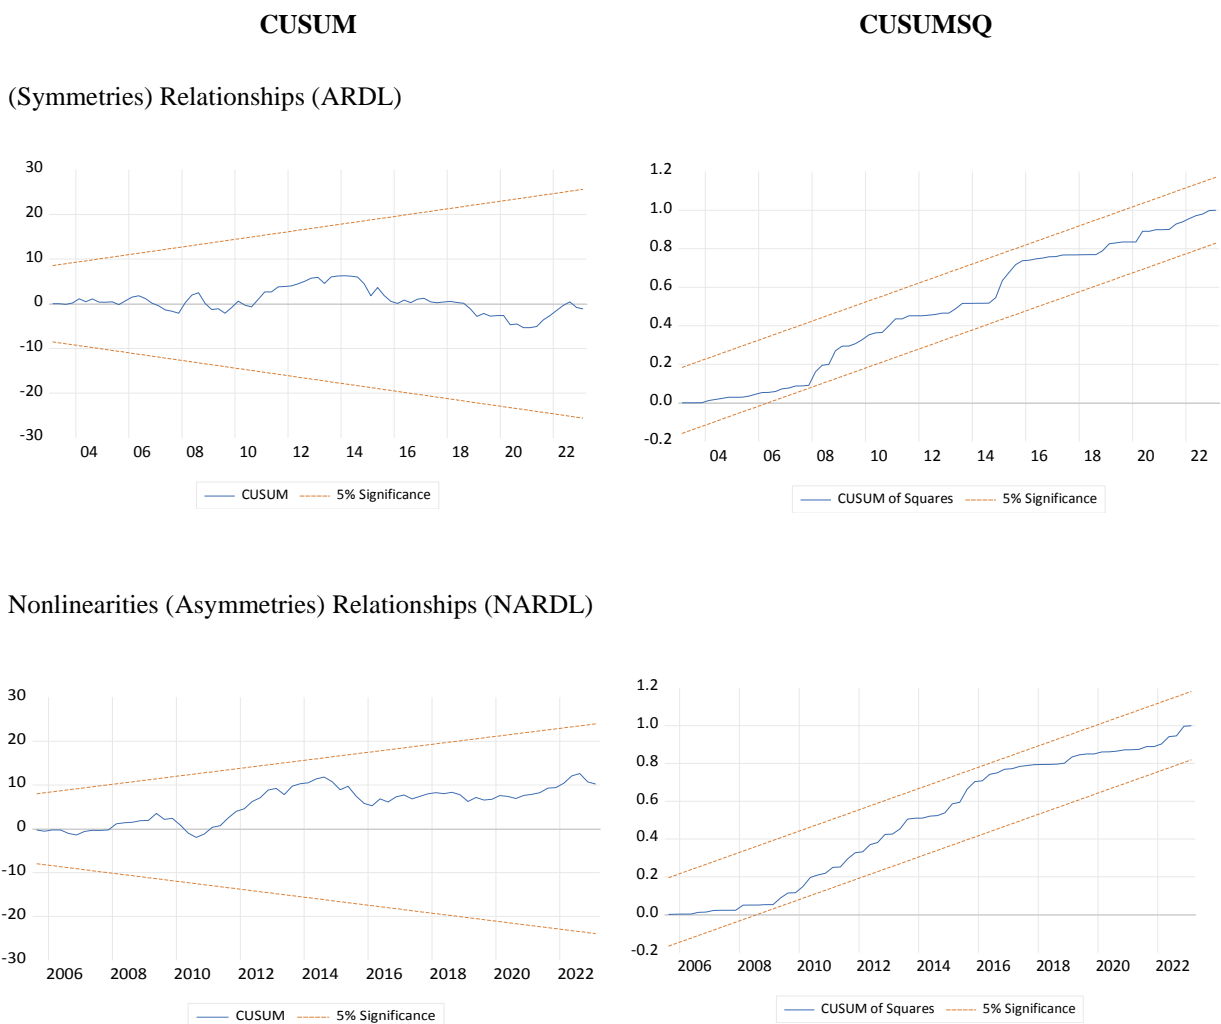 CUSUM
CUSUMSQ
(Symmetries) Relationships (ARDL)
30
20
10
0
-10
-20
-30
04 06 08 10 12 14 16 18 20 22
CUSUM 5% Significance
1.2
1.0
0.8
0.6
0.4
0.2
0.0
-0.2
04 06 08 10 12 14 16 18 20 22
CUSUM of Squares 5% Significance
Nonlinearities (Asymmetries) Relationships (NARDL)
30
20
10
0
-10
-20
-30
2006 2008 2010 2012 2014 2016 2018 2020 2022
CUSUM 5% Significance
1.2
1.0
0.8
0.6
0.4
0.2
0.0
-0.2
2006 2008 2010 2012 2014 2016 2018 2020 2022
CUSUM of Squares 5% Significance